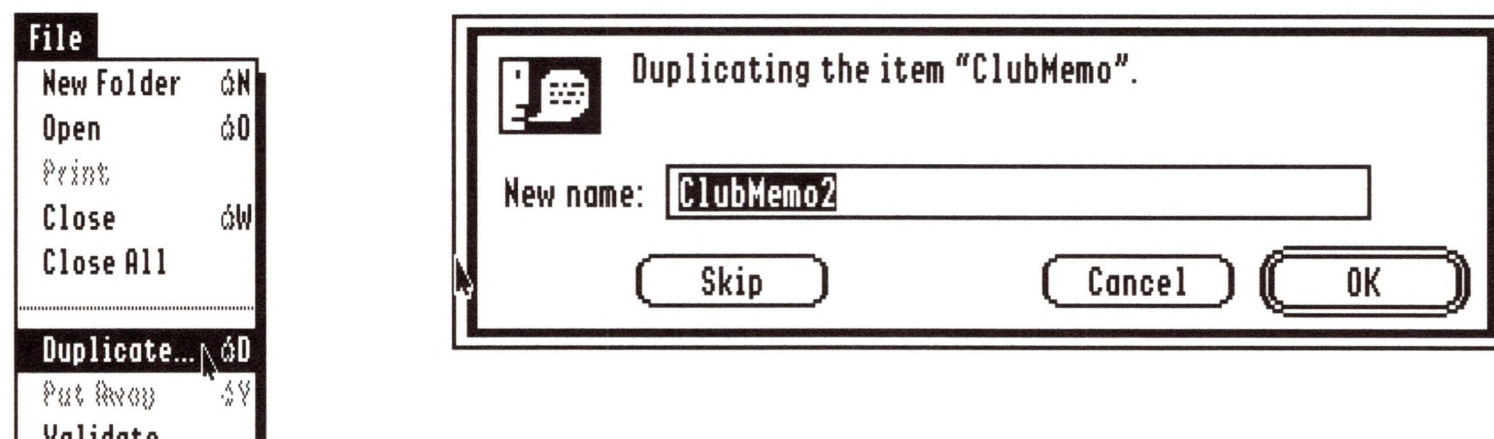 File
New Folder ⌘N
Open ⌘O
Print
Close ⌘W
Close All
Duplicate... ⌘D
Put Away ⌘Y
Validate
Duplicating the item “ClubMemo”.
New name: ClubMemo2
Skip Cancel OK